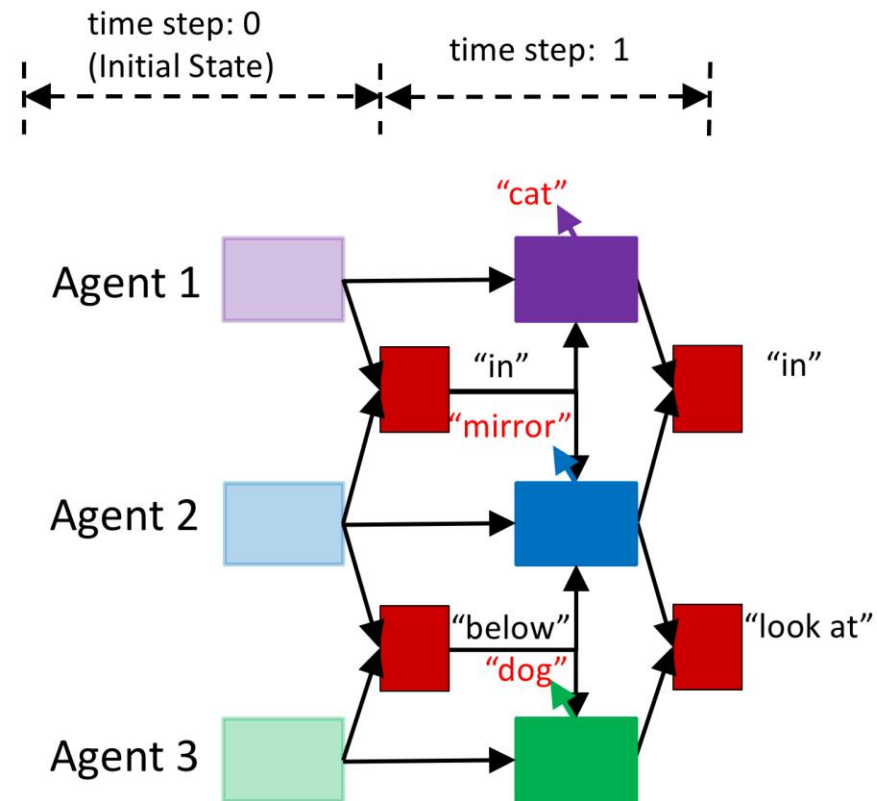 time step: 0
(Initial State)
time step: 1
“cat”
Agent 1
“in”
“in”
“mirror”
Agent 2
“below”
“look at”
“dog”
Agent 3